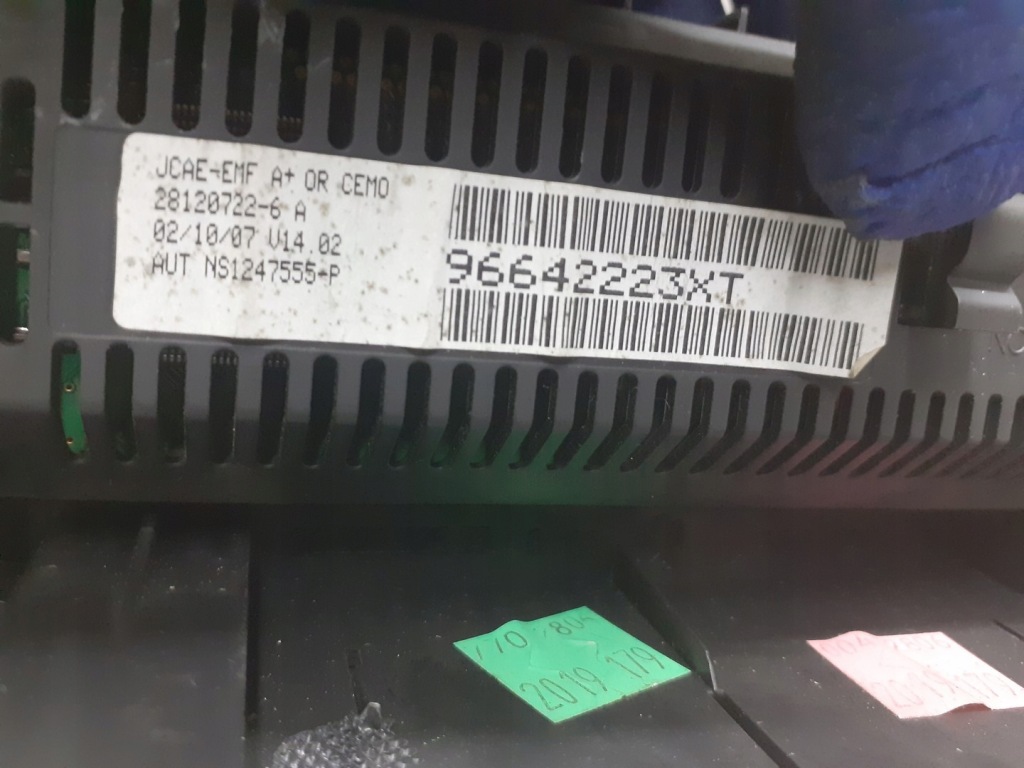 JCAE-EMF A+ OR CEMO
28120722-6 A
02/10/07 V14.02
AUT NS1247555-P
96642223XT
2019 179